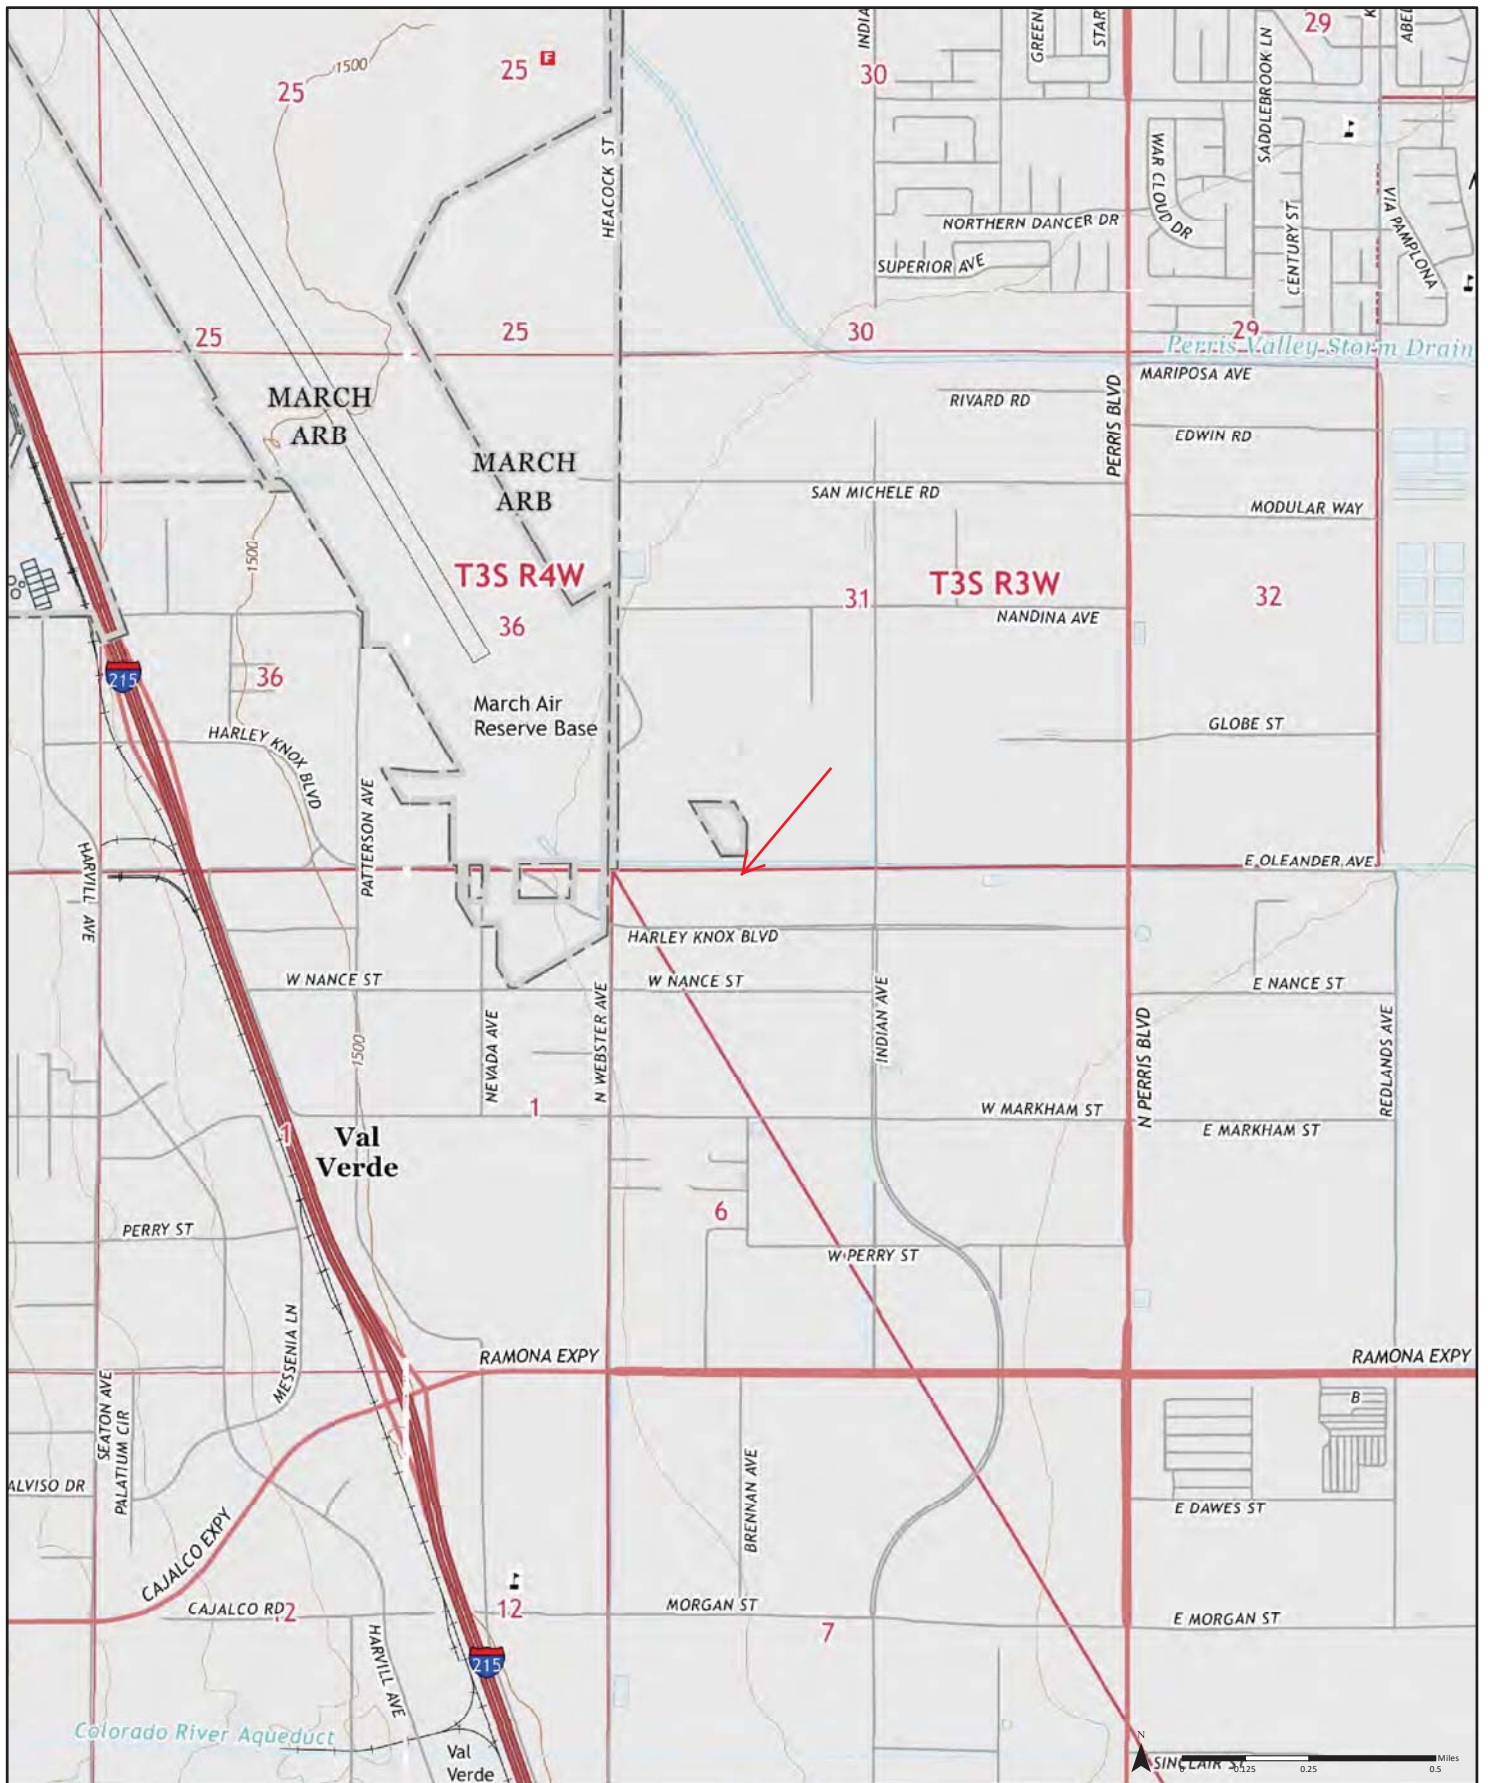 29
INDIA
GREEN
STAR
SADDLEBROOK LN
K
ABEL
1500
25
25
F
30
HEACOCK ST
WAR CLOUD DR
CENTURY ST
VIA PAMPLONA
NORTHERN DANCER DR
SUPERIOR AVE
25
25
30
29
Perris Valley Storm Drain
MARIPOSA AVE
MARCH
ARB
RIVARD RD
PERRIS BLVD
EDWIN RD
MARCH
ARB
SAN MICHELE RD
MODULAR WAY
1500
T3S R4W
T3S R3W
36
31
32
NANDINA AVE
215
36
March Air
Reserve Base
GLOBE ST
HARLEY KNOX BLVD
PATTERSON AVE
HARVILL AVE
E OLEANDER AVE
HARLEY KNOX BLVD
W NANCE ST
W NANCE ST
E NANCE ST
NEVADA AVE
N WEBSTER AVE
INDIAN AVE
N PERRIS BLVD
REDLANDS AVE
1500
1
W MARKHAM ST
E MARKHAM ST
1
Val
Verde
6
PERRY ST
W PERRY ST
MESSENIA LN
RAMONA EXPY
RAMONA EXPY
SEATON AVE
PALATIUM CIR
B
ALVISO DR
BRENNAN AVE
E DAWES ST
CAJALCO EXPY
CAJALCO RD
12
12
MORGAN ST
E MORGAN ST
7
HARVILL AVE
215
Colorado River Aqueduct
Val
Verde
N
SINCLAIR ST
0 0.125 0.25 0.5
Miles